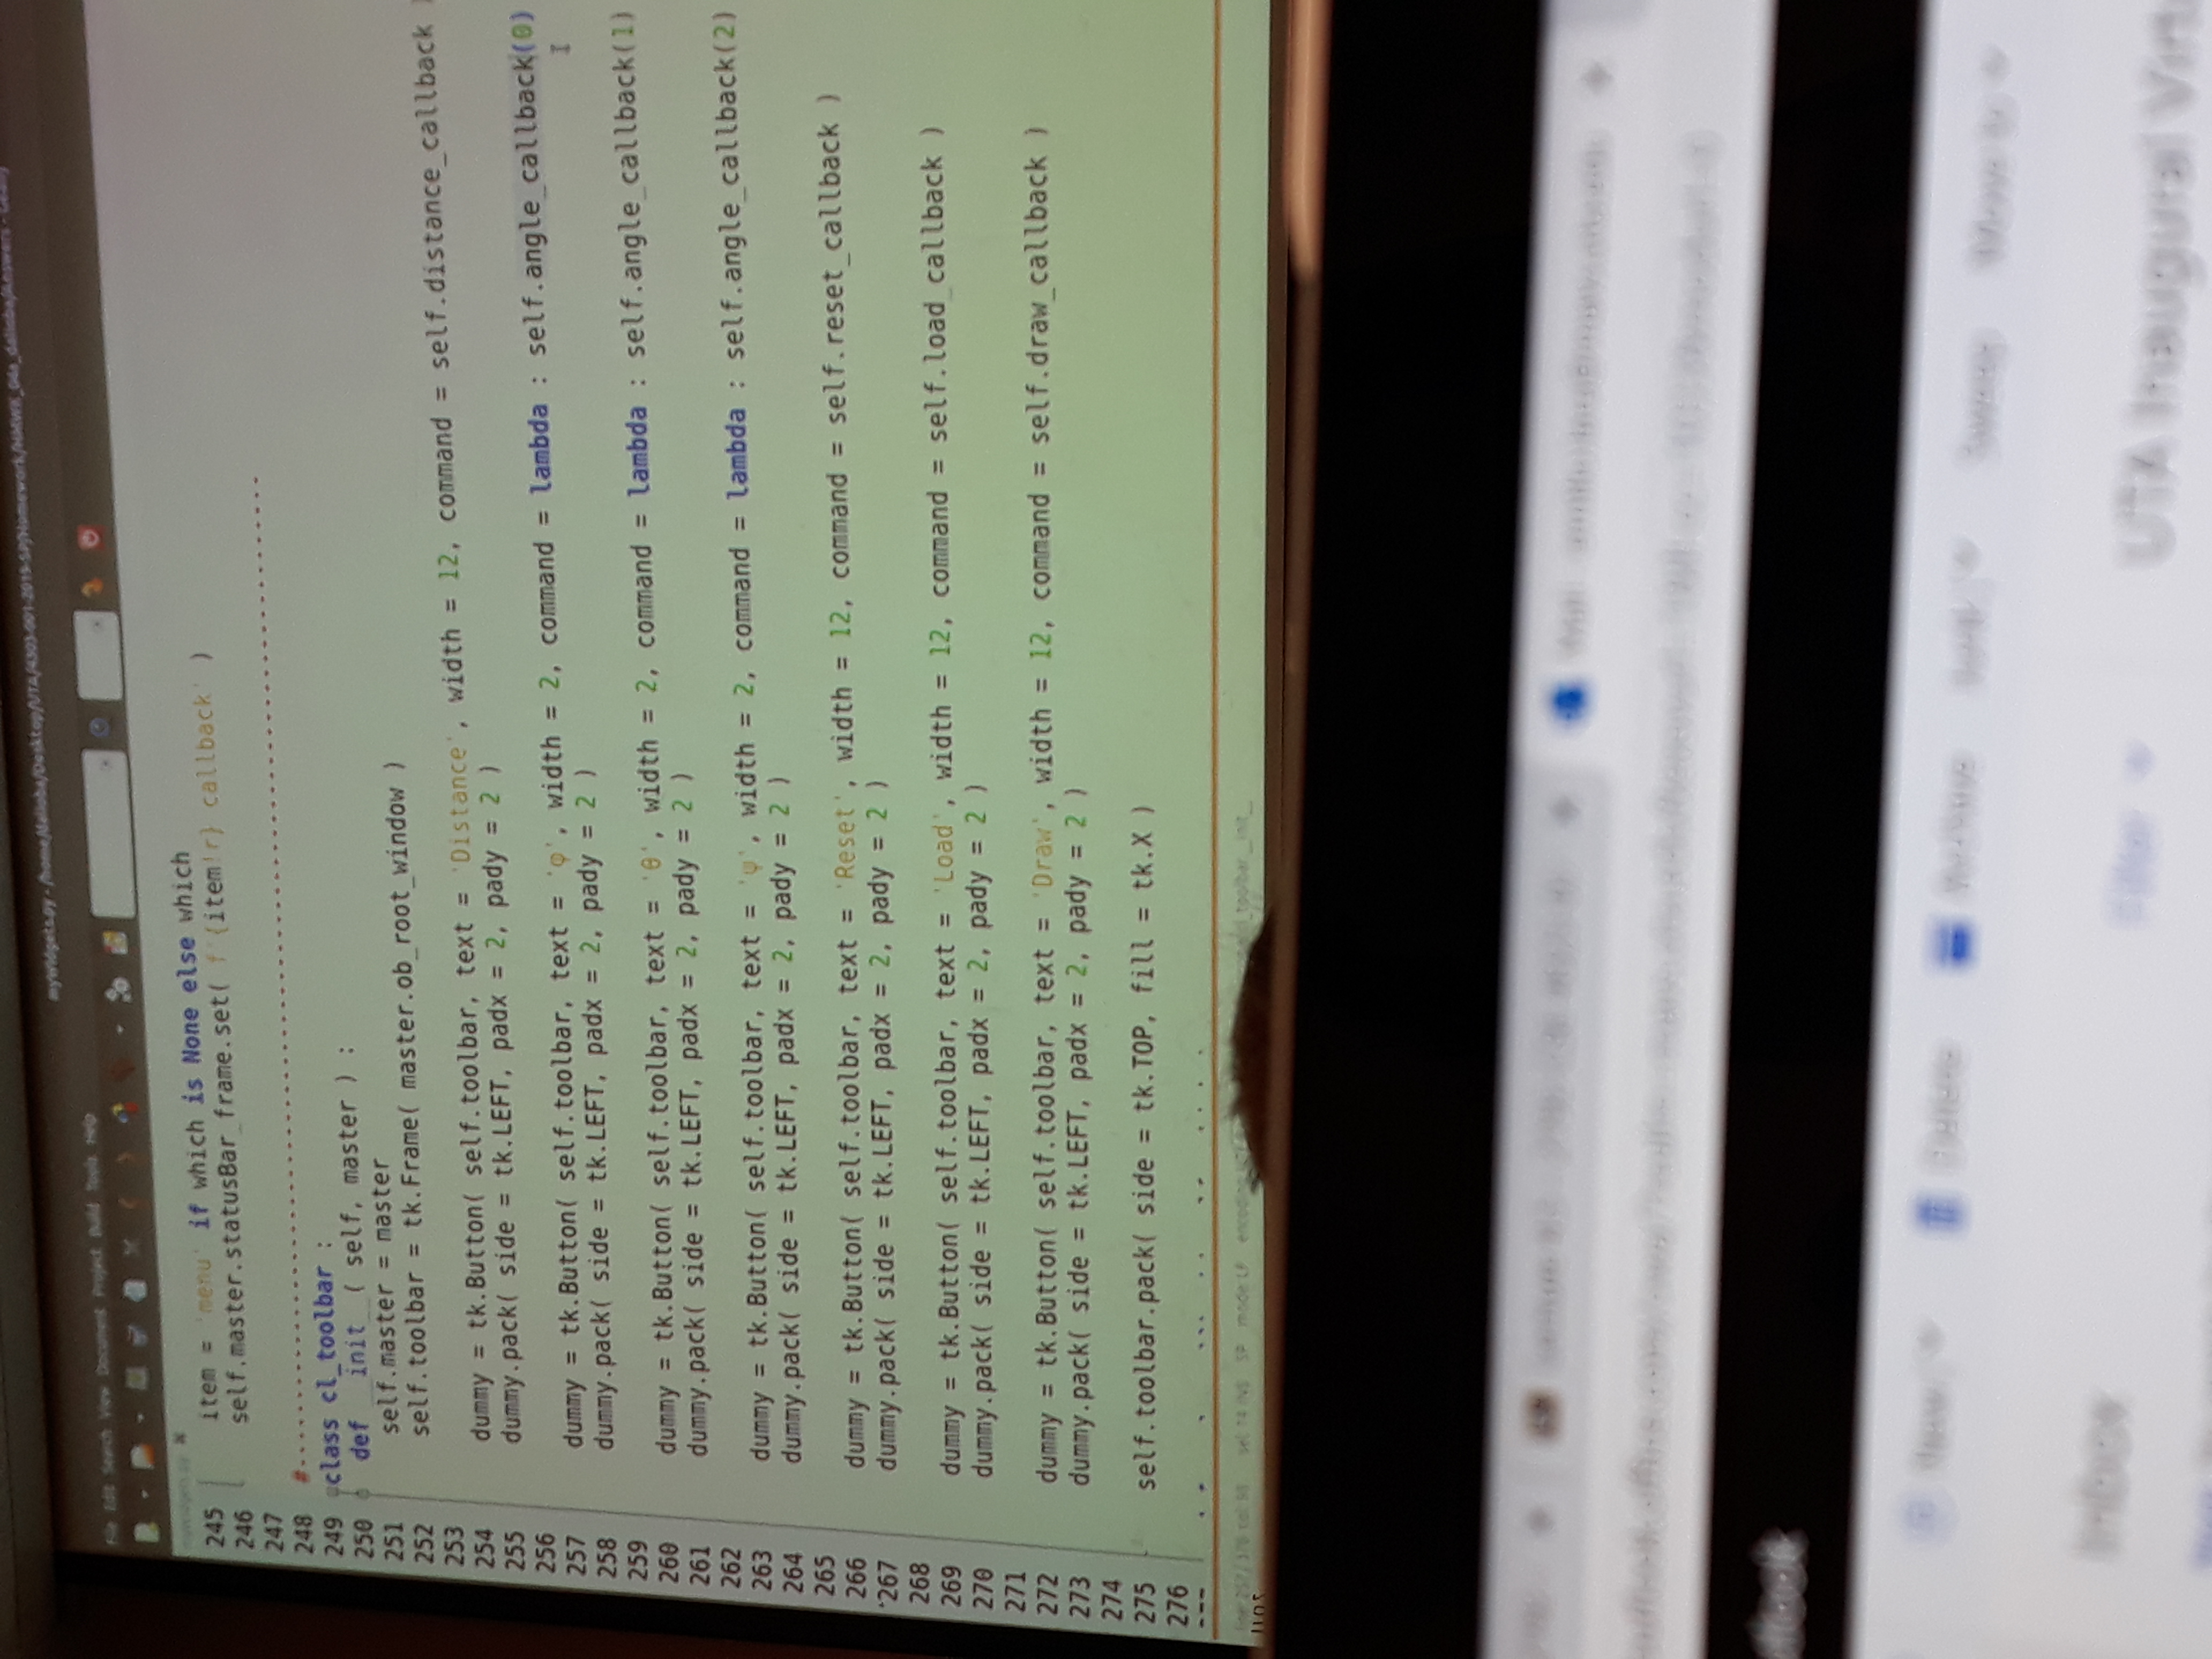 myWidgets.py - /home/dalioba/Desktop/UTA/4303-001-2019-SP/Homework/HMWK_04a_dalioba/Answers - Geany
File Edit Search View Document Project Build Tools Help
myWidgets.py
245 item = 'menu' if which is None else which
246 self.master.statusBar_frame.set( f'{item!r} callback' )
247
248 #
249 class cl_toolbar :
250 def __init__( self, master ) :
251 self.master = master
252 self.toolbar = tk.Frame( master.ob_root_window )
253
254 dummy = tk.Button( self.toolbar, text = 'Distance', width = 12, command = self.distance_callback )
255 dummy.pack( side = tk.LEFT, padx = 2, pady = 2 )
256
257 dummy = tk.Button( self.toolbar, text = 'φ', width = 2, command = lambda : self.angle_callback(0)
258 dummy.pack( side = tk.LEFT, padx = 2, pady = 2 )
259
260 dummy = tk.Button( self.toolbar, text = 'θ', width = 2, command = lambda : self.angle_callback(1)
261 dummy.pack( side = tk.LEFT, padx = 2, pady = 2 )
262
263 dummy = tk.Button( self.toolbar, text = 'ψ', width = 2, command = lambda : self.angle_callback(2)
264 dummy.pack( side = tk.LEFT, padx = 2, pady = 2 )
265
266 dummy = tk.Button( self.toolbar, text = 'Reset', width = 12, command = self.reset_callback )
267 dummy.pack( side = tk.LEFT, padx = 2, pady = 2 )
268
269 dummy = tk.Button( self.toolbar, text = 'Load', width = 12, command = self.load_callback )
270 dummy.pack( side = tk.LEFT, padx = 2, pady = 2 )
271
272 dummy = tk.Button( self.toolbar, text = 'Draw', width = 12, command = self.draw_callback )
273 dummy.pack( side = tk.LEFT, padx = 2, pady = 2 )
274
275 self.toolbar.pack( side = tk.TOP, fill = tk.X )
276
line: 257 / 378 col: 98 sel: 14 INS SP mode: LF encoding:
New Delete Archive Junk Sweep Move to
Inbox Filter UTA Inaugural